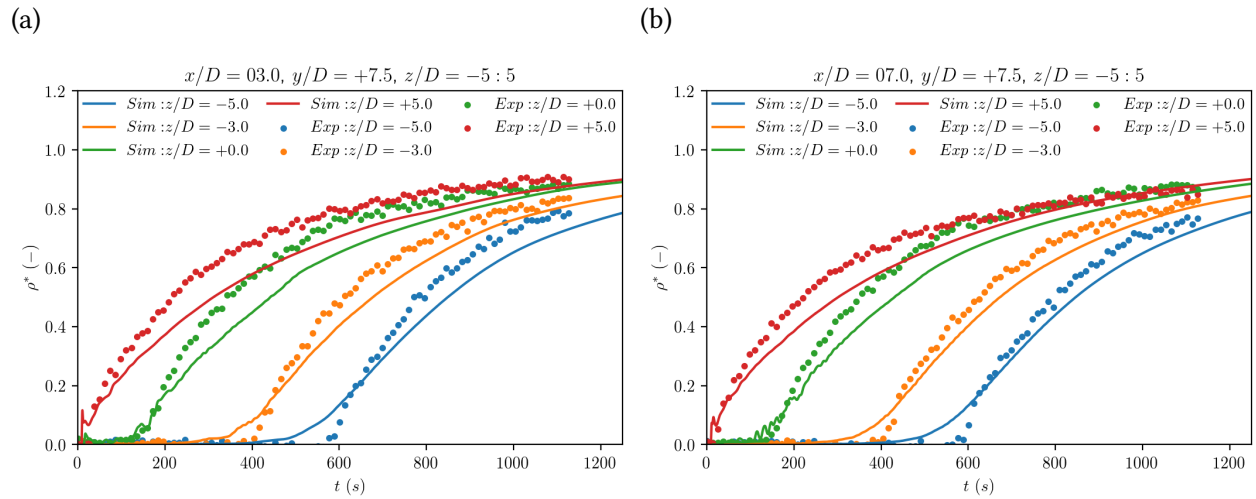 (a)
x/D = 03.0, y/D = +7.5, z/D = −5 : 5
1.2
1.0
0.8
0.6
0.4
0.2
0.0
ρ* (−)
Sim : z/D = −5.0
Sim : z/D = −3.0
Sim : z/D = +0.0
Sim : z/D = +5.0
Exp : z/D = −5.0
Exp : z/D = −3.0
Exp : z/D = +0.0
Exp : z/D = +5.0
0 200 400 600 800 1000 1200
t (s)
(b)
x/D = 07.0, y/D = +7.5, z/D = −5 : 5
1.2
1.0
0.8
0.6
0.4
0.2
0.0
ρ* (−)
Sim : z/D = −5.0
Sim : z/D = −3.0
Sim : z/D = +0.0
Sim : z/D = +5.0
Exp : z/D = −5.0
Exp : z/D = −3.0
Exp : z/D = +0.0
Exp : z/D = +5.0
0 200 400 600 800 1000 1200
t (s)